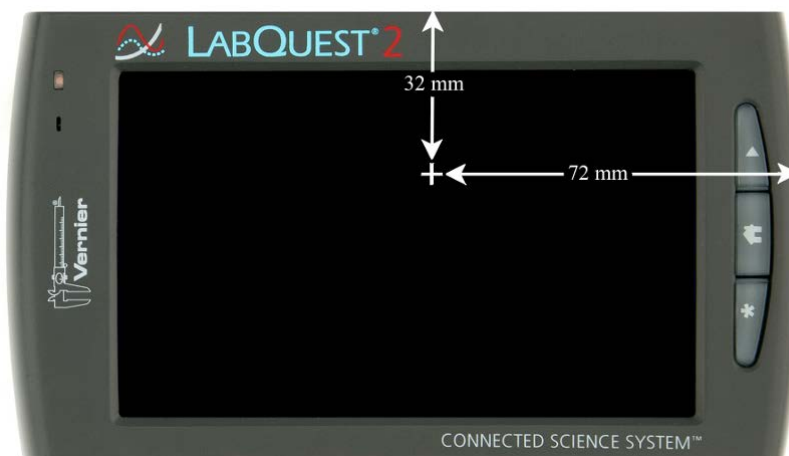 LABQUEST® 2
32 mm
72 mm
Vernier
CONNECTED SCIENCE SYSTEM™